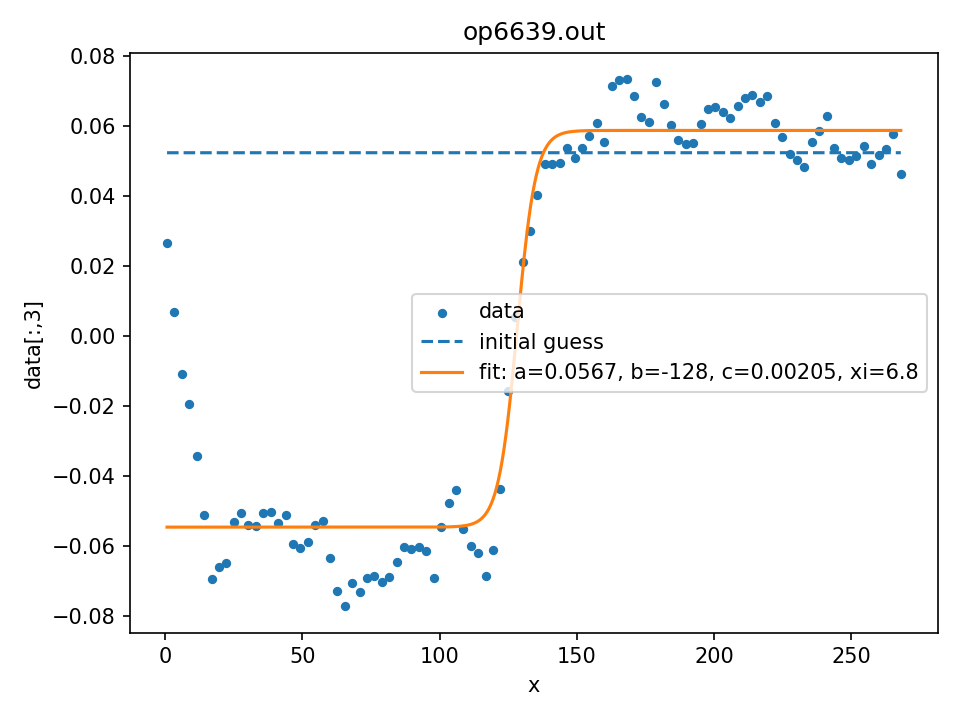 op6639.out
0.08
0.06
0.04
0.02
0.00
−0.02
−0.04
−0.06
−0.08
data[:,3]
data
initial guess
fit: a=0.0567, b=-128, c=0.00205, xi=6.8
0 50 100 150 200 250
x